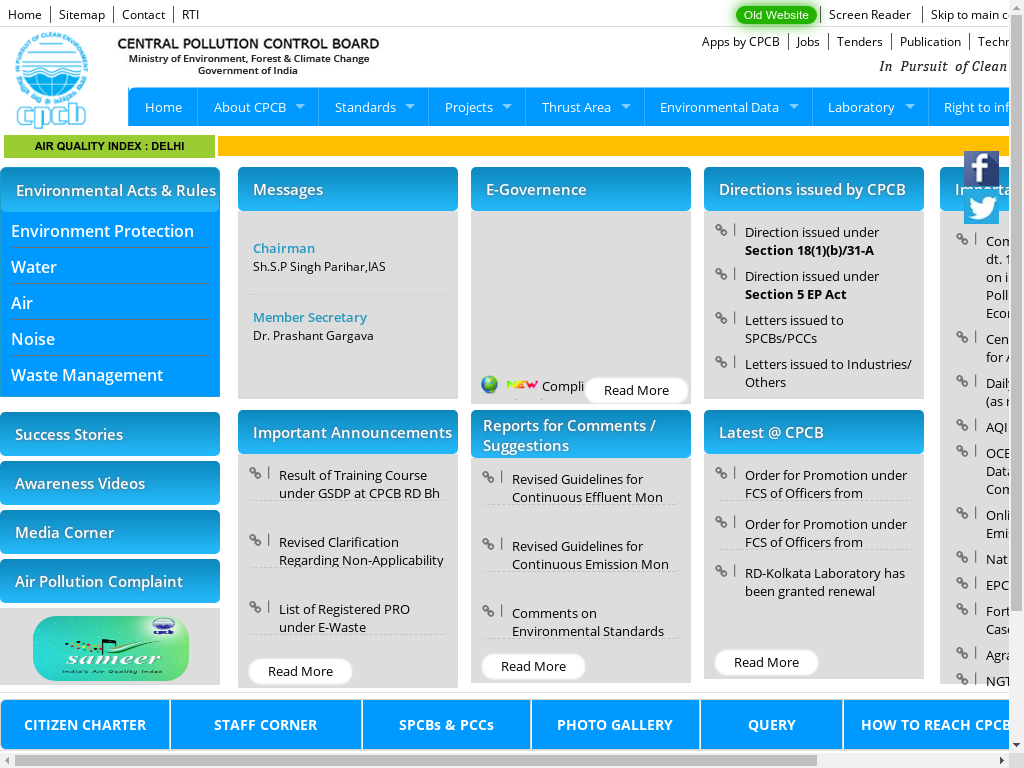 Home Sitemap Contact RTI
Old Website Screen Reader Skip to main c
IN PURSUIT OF CLEAN ENVIRONMENT
cpcb
CENTRAL POLLUTION CONTROL BOARD
Ministry of Environment, Forest & Climate Change
Government of India
Apps by CPCB Jobs Tenders Publication Techn
In Pursuit of Clean
Home About CPCB Standards Projects Thrust Area Environmental Data Laboratory Right to inf
AIR QUALITY INDEX : DELHI
Environmental Acts & Rules
Environment Protection
Water
Air
Noise
Waste Management
Success Stories
Awareness Videos
Media Corner
Air Pollution Complaint
cpcb
sameer
India's Air Quality Index
Messages
Chairman
Sh.S.P Singh Parihar,IAS
Member Secretary
Dr. Prashant Gargava
E-Governence
NEW Compli
Read More
Directions issued by CPCB
Direction issued under
Section 18(1)(b)/31-A
Direction issued under
Section 5 EP Act
Letters issued to
SPCBs/PCCs
Letters issued to Industries/
Others
Important Announcements
Result of Training Course
under GSDP at CPCB RD Bh
Revised Clarification
Regarding Non-Applicability
List of Registered PRO
under E-Waste
Read More
Reports for Comments /
Suggestions
Revised Guidelines for
Continuous Effluent Mon
Revised Guidelines for
Continuous Emission Mon
Comments on
Environmental Standards
Read More
Latest @ CPCB
Order for Promotion under
FCS of Officers from
Order for Promotion under
FCS of Officers from
RD-Kolkata Laboratory has
been granted renewal
Read More
Importa
Com
dt. 1
on i
Poll
Econ
Cen
for A
Daily
(as r
AQI
OCE
Data
Com
Onli
Emis
Nat
EPC
Fort
Case
Agra
NGT
CITIZEN CHARTER STAFF CORNER SPCBs & PCCs PHOTO GALLERY QUERY HOW TO REACH CPCB